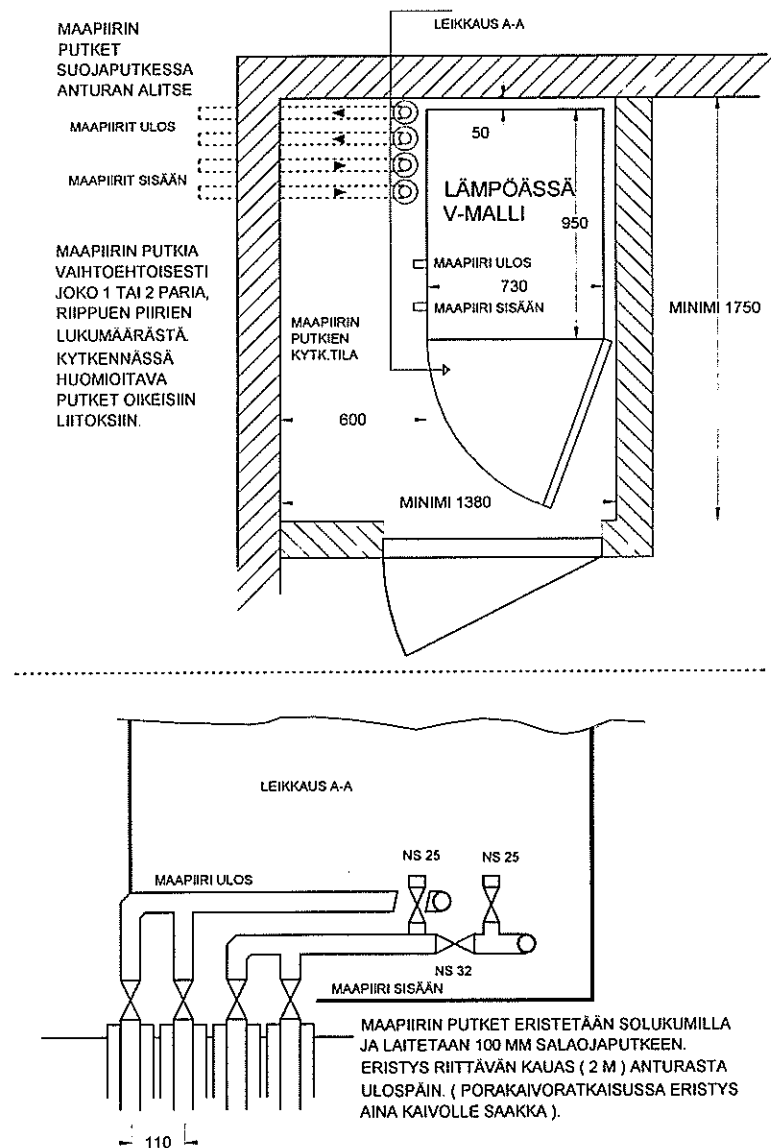 MAAPIIRIN
PUTKET
SUOJAPUTKESSA
ANTURAN ALITSE
LEIKKAUS A-A
MAAPIIRIT ULOS
MAAPIIRIT SISÄÄN
50
LÄMPÖÄSSÄ
V-MALLI
950
MAAPIIRI ULOS
730
MAAPIIRI SISÄÄN
MINIMI 1750
MAAPIIRIN PUTKIA
VAIHTOEHTOISESTI
JOKO 1 TAI 2 PARIA,
RIIPPUEN PIIRIEN
LUKUMÄÄRÄSTÄ.
KYTKENNÄSSÄ
HUOMIOITAVA
PUTKET OIKEISIIN
LIITOKSIIN.
MAAPIIRIN
PUTKIEN
KYTK.TILA
600
MINIMI 1380
LEIKKAUS A-A
NS 25
NS 25
MAAPIIRI ULOS
NS 32
MAAPIIRI SISÄÄN
MAAPIIRIN PUTKET ERISTETÄÄN SOLUKUMILLA
JA LAITETAAN 100 MM SALAOJAPUTKEEN.
ERISTYS RIITTÄVÄN KAUAS ( 2 M ) ANTURASTA
ULOSPÄIN. ( PORAKAIVORATKAISUSSA ERISTYS
AINA KAIVOLLE SAAKKA ).
110